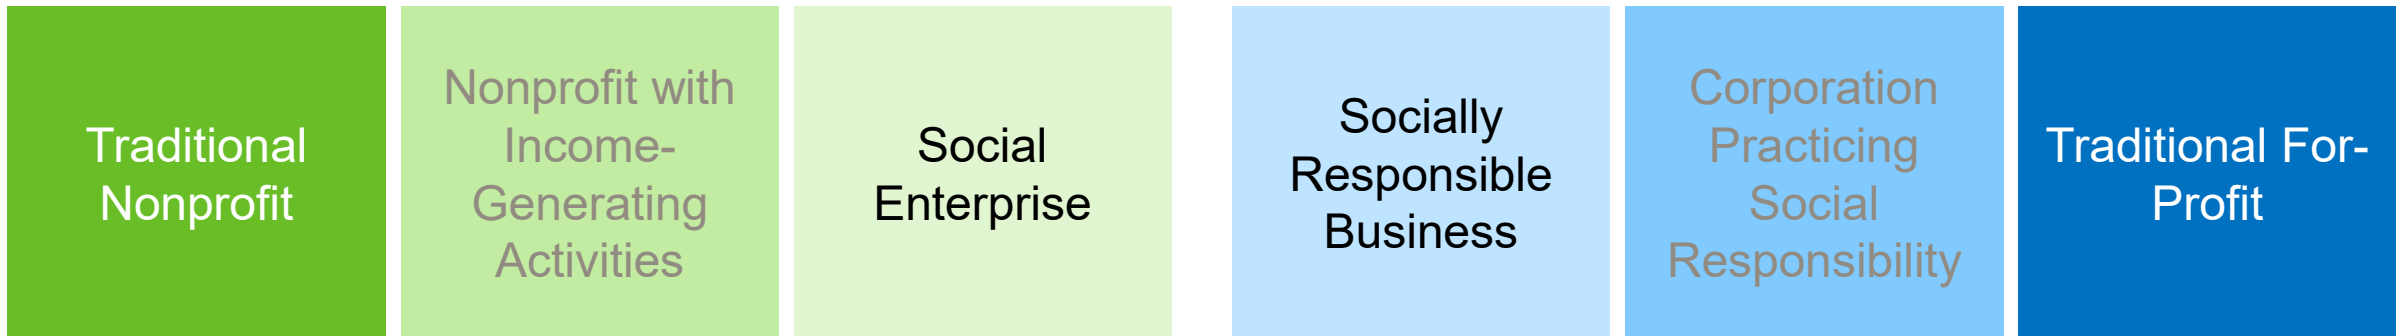 Traditional
Nonprofit
Nonprofit with
Income-
Generating
Activities
Social
Enterprise
Socially
Responsible
Business
Corporation
Practicing
Social
Responsibility
Traditional For-
Profit